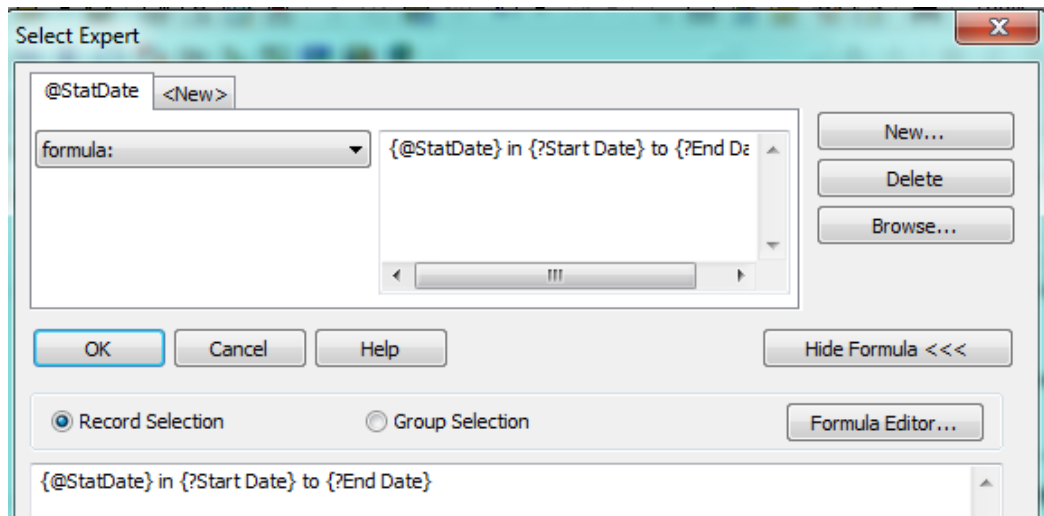 Select Expert
X
@StatDate
<New>
formula:
{@StatDate} in {?Start Date} to {?End Da
New...
Delete
Browse...
OK
Cancel
Help
Hide Formula <<<
Record Selection
Group Selection
Formula Editor...
{@StatDate} in {?Start Date} to {?End Date}